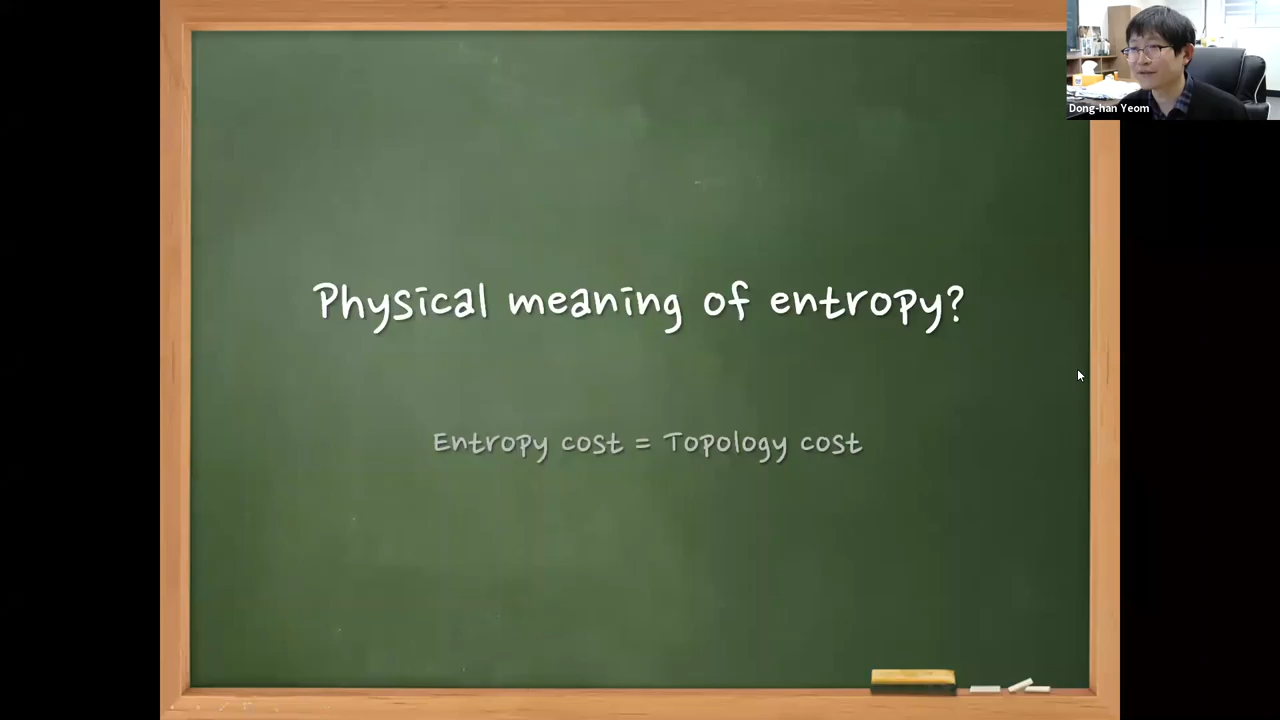 Dong-han Yeom
Physical meaning of entropy?
Entropy cost = Topology cost